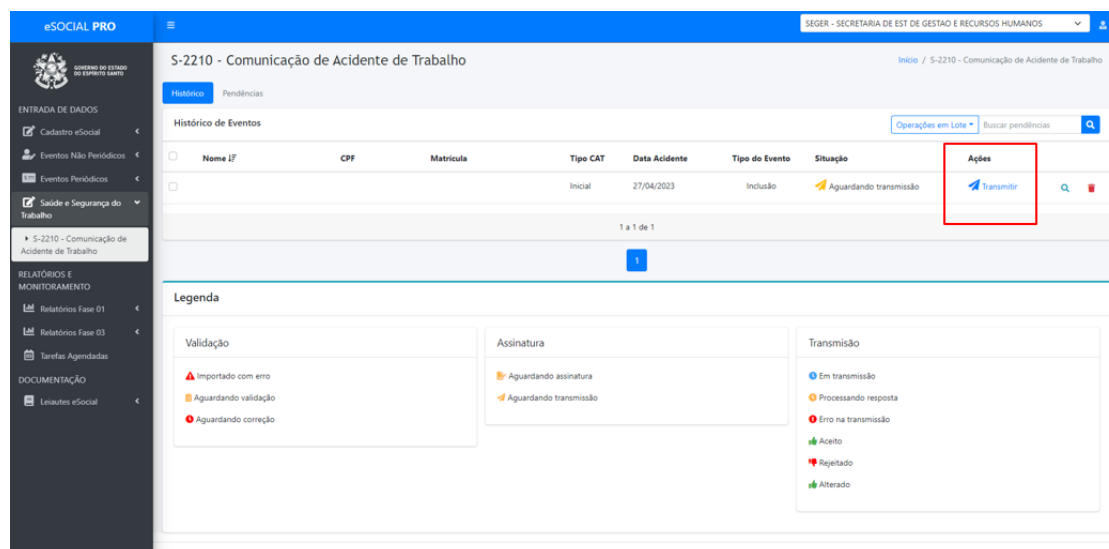 eSOCIAL PRO
SEGER - SECRETARIA DE EST DE GESTAO E RECURSOS HUMANOS
GOVERNO DO ESTADO
DO ESPÍRITO SANTO
ENTRADA DE DADOS
Cadastro eSocial
Eventos Não Periódicos
Eventos Periódicos
Saúde e Segurança do
Trabalho
S-2210 - Comunicação de
Acidente de Trabalho
RELATÓRIOS E
MONITORAMENTO
Relatórios Fase 01
Relatórios Fase 03
Tarefas Agendadas
DOCUMENTAÇÃO
Leiautes eSocial
S-2210 - Comunicação de Acidente de Trabalho
Início / S-2210 - Comunicação de Acidente de Trabalho
Histórico Pendências
Histórico de Eventos
Operações em Lote Buscar pendências
Nome CPF Matrícula Tipo CAT Data Acidente Tipo do Evento Situação Ações
Inicial 27/04/2023 Inclusão Aguardando transmissão Transmitir
1 a 1 de 1
1
Legenda
Validação
Importado com erro
Aguardando validação
Aguardando correção
Assinatura
Aguardando assinatura
Aguardando transmissão
Transmisão
Em transmissão
Processando resposta
Erro na transmissão
Aceito
Rejeitado
Alterado